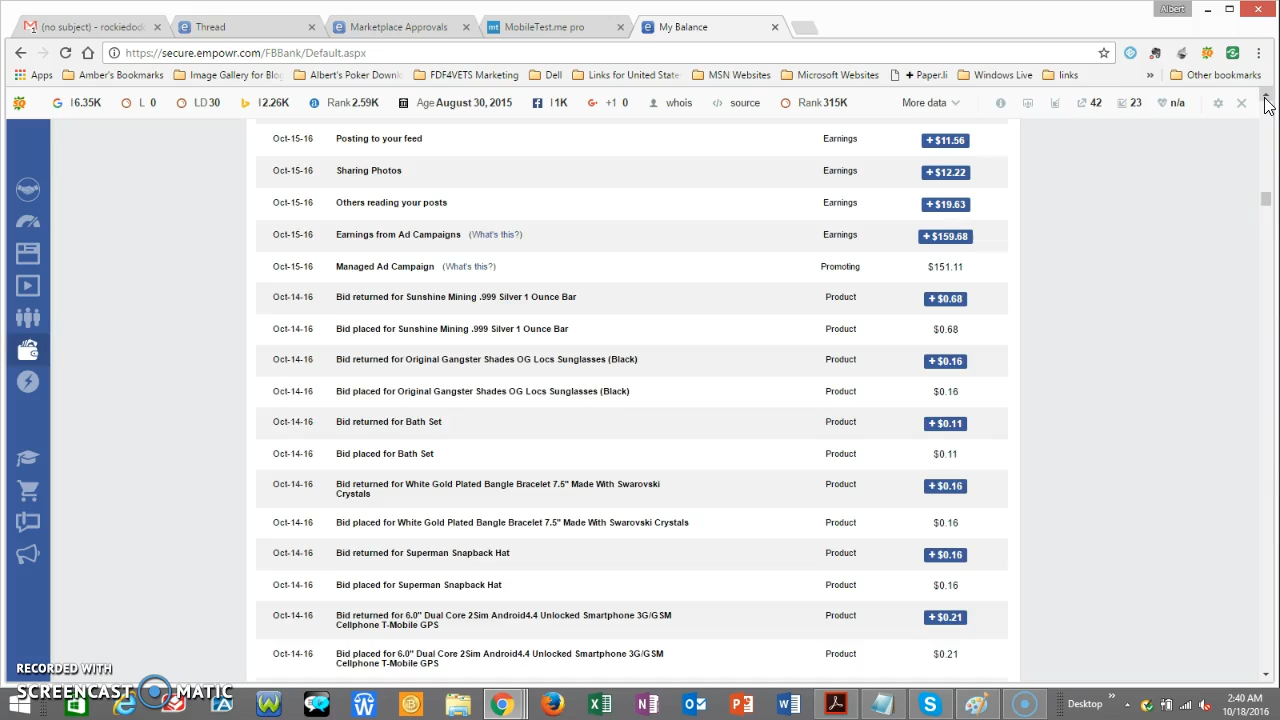 Albert
(no subject) - rockiedodd
Thread
Marketplace Approvals
mt MobileTest.me pro
My Balance
https://secure.empowr.com/FBBank/Default.aspx
Apps Amber's Bookmarks Image Gallery for Blog Albert's Poker Downl FDF4VETS Marketing Dell Links for United State MSN Websites Microsoft Websites + Paper.li Windows Live links » Other bookmarks
I 6.35K L 0 LD 30 I 2.26K Rank 2.59K Age August 30, 2015 I 1K +1 0 whois source Rank 315K More data 42 23 n/a
Oct-15-16 Posting to your feed Earnings + $11.56
Oct-15-16 Sharing Photos Earnings + $12.22
Oct-15-16 Others reading your posts Earnings + $19.63
Oct-15-16 Earnings from Ad Campaigns (What's this?) Earnings + $159.68
Oct-15-16 Managed Ad Campaign (What's this?) Promoting $151.11
Oct-14-16 Bid returned for Sunshine Mining .999 Silver 1 Ounce Bar Product + $0.68
Oct-14-16 Bid placed for Sunshine Mining .999 Silver 1 Ounce Bar Product $0.68
Oct-14-16 Bid returned for Original Gangster Shades OG Locs Sunglasses (Black) Product + $0.16
Oct-14-16 Bid placed for Original Gangster Shades OG Locs Sunglasses (Black) Product $0.16
Oct-14-16 Bid returned for Bath Set Product + $0.11
Oct-14-16 Bid placed for Bath Set Product $0.11
Oct-14-16 Bid returned for White Gold Plated Bangle Bracelet 7.5" Made With Swarovski Product + $0.16
Crystals
Oct-14-16 Bid placed for White Gold Plated Bangle Bracelet 7.5" Made With Swarovski Crystals Product $0.16
Oct-14-16 Bid returned for Superman Snapback Hat Product + $0.16
Oct-14-16 Bid placed for Superman Snapback Hat Product $0.16
Oct-14-16 Bid returned for 6.0" Dual Core 2Sim Android4.4 Unlocked Smartphone 3G/GSM Product + $0.21
Cellphone T-Mobile GPS
Oct-14-16 Bid placed for 6.0" Dual Core 2Sim Android4.4 Unlocked Smartphone 3G/GSM Product $0.21
Cellphone T-Mobile GPS
RECORDED WITH
SCREENCAST MATIC
Desktop » 2:40 AM
10/18/2016